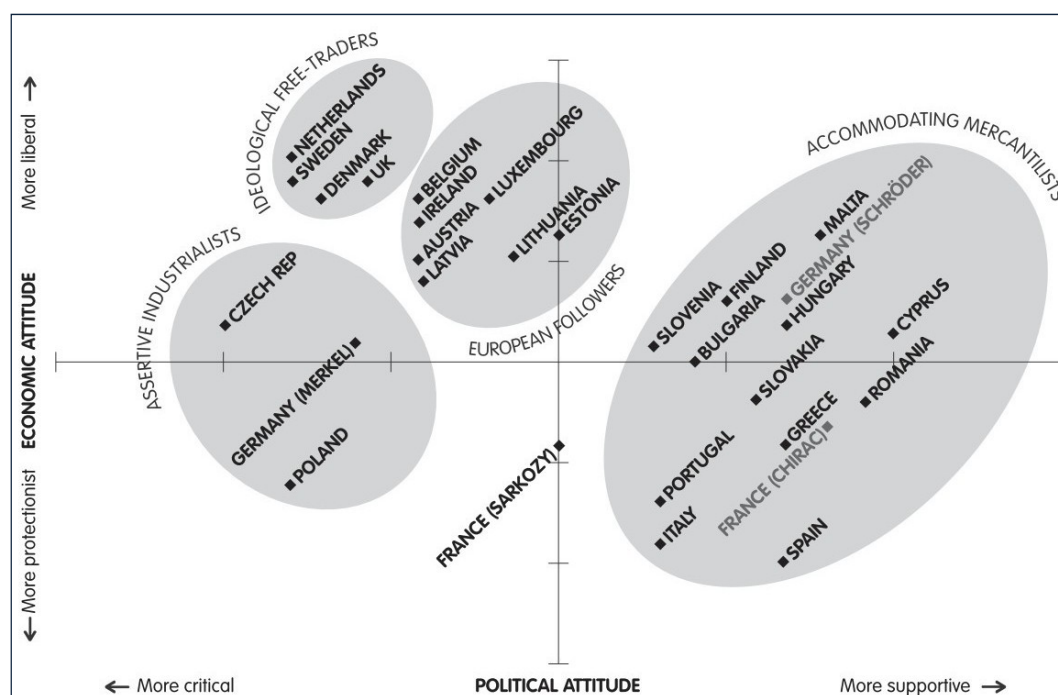 IDEOLOGICAL FREE-TRADERS
NETHERLANDS
SWEDEN
DENMARK
UK
BELGIUM
IRELAND
AUSTRIA
LATVIA
LUXEMBOURG
LITHUANIA
ESTONIA
EUROPEAN FOLLOWERS
ACCOMMODATING MERCANTILISTS
MALTA
GERMANY (SCHRÖDER)
SLOVENIA
FINLAND
BULGARIA
HUNGARY
CYPRUS
SLOVAKIA
ROMANIA
GREECE
FRANCE (CHIRAC)
PORTUGAL
ITALY
SPAIN
ASSERTIVE INDUSTRIALISTS
CZECH REP
GERMANY (MERKEL)
POLAND
FRANCE (SARKOZY)
More liberal →
ECONOMIC ATTITUDE
← More protectionist
← More critical
POLITICAL ATTITUDE
More supportive →